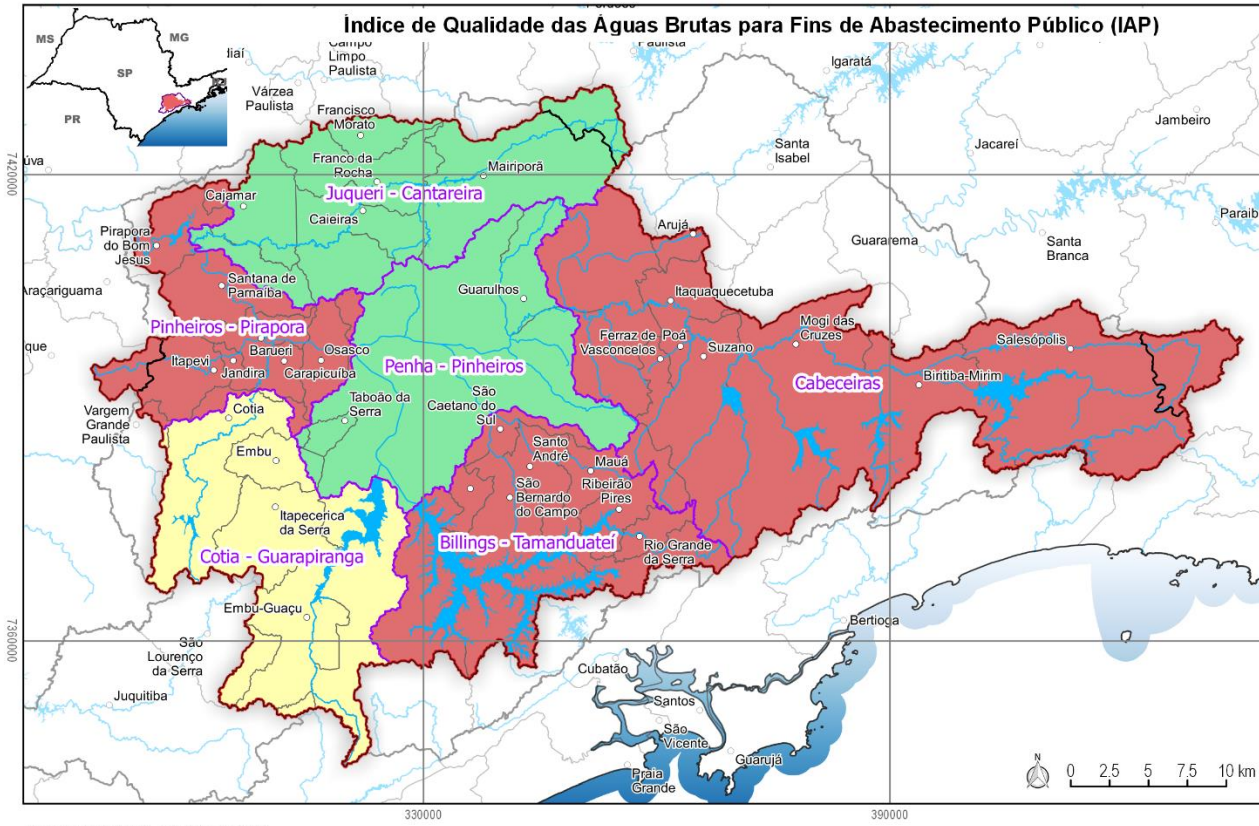 Índice de Qualidade das Águas Brutas para Fins de Abastecimento Público (IAP)
MS
MG
SP
PR
Campo
Limpo
Paulista
Várzea
Paulista
Paulista
Igaratá
Francisco
Morato
Franco da
Rocha
Mairiporã
Santa
Isabel
Jacareí
Jambeiro
7420000
Juqueri - Cantareira
Cajamar
Caieiras
Arujá
Guararema
Santa
Branca
Paraib
Pirapora
do Bom
Jesus
Santana de
Parnaíba
Araçariguama
Guarulhos
Itaquaquecetuba
Pinheiros - Pirapora
Ferraz de
Vasconcelos
Poá
Suzano
Mogi das
Cruzes
Salesópolis
que
Itapevi
Jandira
Barueri
Carapicuíba
Osasco
Penha - Pinheiros
Cabeceiras
Biritiba-Mirim
Vargem
Grande
Paulista
Cotia
Taboão da
Serra
São
Caetano do
Sul
Embu
Santo
André
Mauá
Ribeirão
Pires
São
Bernardo
do Campo
Itapecerica
da Serra
Cotia - Guarapiranga
Billings - Tamanduateí
Rio Grande
da Serra
Embu-Guaçu
São
Lourenço
da Serra
Juquitiba
7360000
Bertioga
Cubatão
Santos
São
Vicente
Guarujá
Praia
Grande
N
0 2.5 5 7.5 10 km
330000
390000